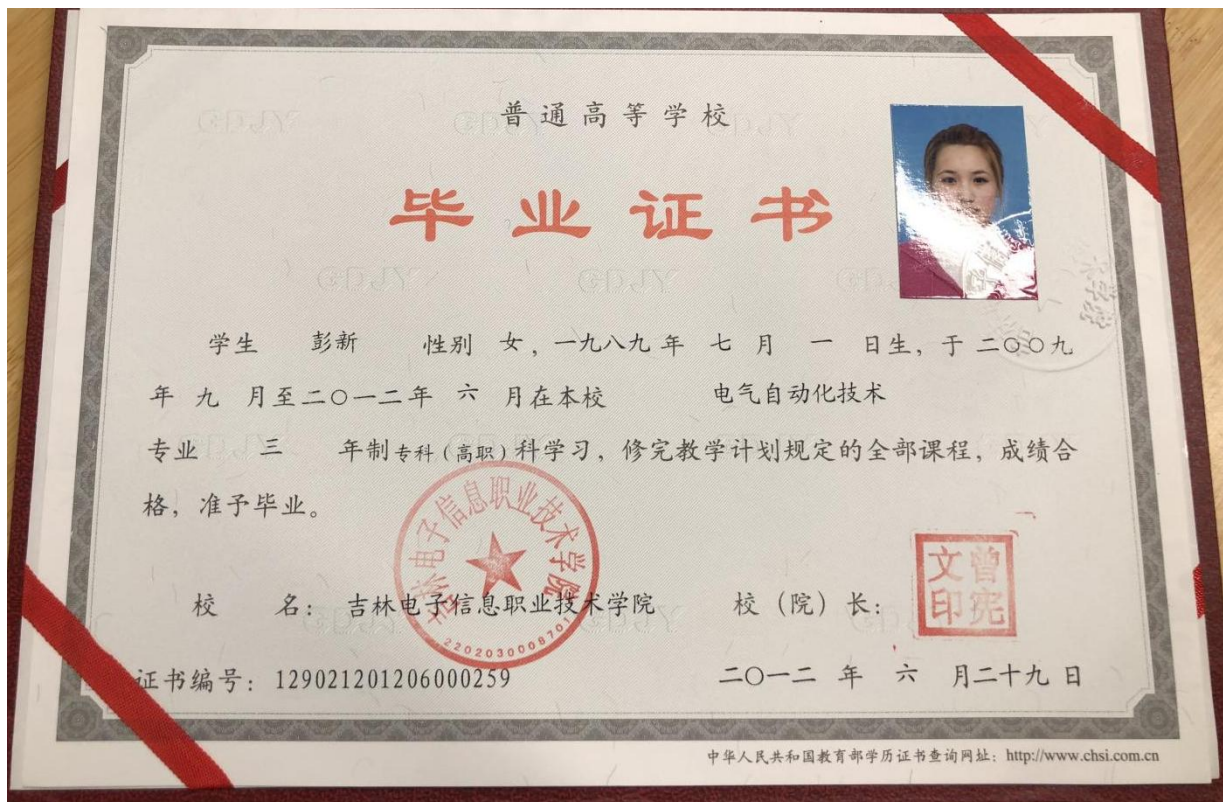 普通高等学校
毕业证书
学生 彭新 性别 女，一九八九年 七 月 一 日生，于二〇〇九
年 九 月至二〇一二年 六 月在本校 电气自动化技术
专业 三 年制专科（高职）科学习，修完教学计划规定的全部课程，成绩合
格，准予毕业。
吉林电子信息职业技术学院
2202030008701
曾宪文印
校 名：吉林电子信息职业技术学院 校（院）长：
证书编号：129021201206000259 二〇一二 年 六 月二十九日
中华人民共和国教育部学历证书查询网址：http://www.chsi.com.cn